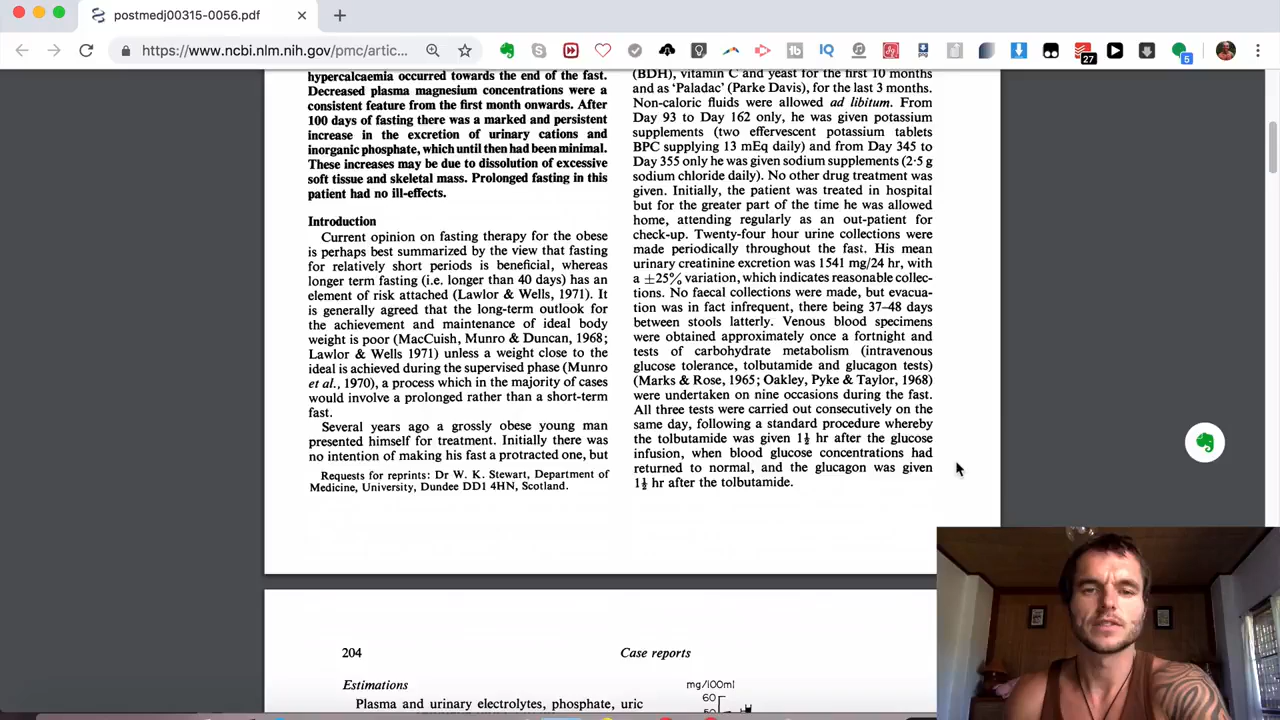 postmedj00315-0056.pdf
https://www.ncbi.nlm.nih.gov/pmc/artic...
27
5
hypercalcaemia occurred towards the end of the fast.
Decreased plasma magnesium concentrations were a
consistent feature from the first month onwards. After
100 days of fasting there was a marked and persistent
increase in the excretion of urinary cations and
inorganic phosphate, which until then had been minimal.
These increases may be due to dissolution of excessive
soft tissue and skeletal mass. Prolonged fasting in this
patient had no ill-effects.
Introduction
Current opinion on fasting therapy for the obese
is perhaps best summarized by the view that fasting
for relatively short periods is beneficial, whereas
longer term fasting (i.e. longer than 40 days) has an
element of risk attached (Lawlor & Wells, 1971). It
is generally agreed that the long-term outlook for
the achievement and maintenance of ideal body
weight is poor (MacCuish, Munro & Duncan, 1968;
Lawlor & Wells 1971) unless a weight close to the
ideal is achieved during the supervised phase (Munro
et al., 1970), a process which in the majority of cases
would involve a prolonged rather than a short-term
fast.
Several years ago a grossly obese young man
presented himself for treatment. Initially there was
no intention of making his fast a protracted one, but
Requests for reprints: Dr W. K. Stewart, Department of
Medicine, University, Dundee DD1 4HN, Scotland.
(BDH), vitamin C and yeast for the first 10 months
and as ‘Paladac’ (Parke Davis), for the last 3 months.
Non-caloric fluids were allowed ad libitum. From
Day 93 to Day 162 only, he was given potassium
supplements (two effervescent potassium tablets
BPC supplying 13 mEq daily) and from Day 345 to
Day 355 only he was given sodium supplements (2·5 g
sodium chloride daily). No other drug treatment was
given. Initially, the patient was treated in hospital
but for the greater part of the time he was allowed
home, attending regularly as an out-patient for
check-up. Twenty-four hour urine collections were
made periodically throughout the fast. His mean
urinary creatinine excretion was 1541 mg/24 hr, with
a ±25% variation, which indicates reasonable collec-
tions. No faecal collections were made, but evacua-
tion was in fact infrequent, there being 37–48 days
between stools latterly. Venous blood specimens
were obtained approximately once a fortnight and
tests of carbohydrate metabolism (intravenous
glucose tolerance, tolbutamide and glucagon tests)
(Marks & Rose, 1965; Oakley, Pyke & Taylor, 1968)
were undertaken on nine occasions during the fast.
All three tests were carried out consecutively on the
same day, following a standard procedure whereby
the tolbutamide was given 1½ hr after the glucose
infusion, when blood glucose concentrations had
returned to normal, and the glucagon was given
1½ hr after the tolbutamide.
204
Case reports
Estimations
Plasma and urinary electrolytes, phosphate, uric
mg/100ml
60